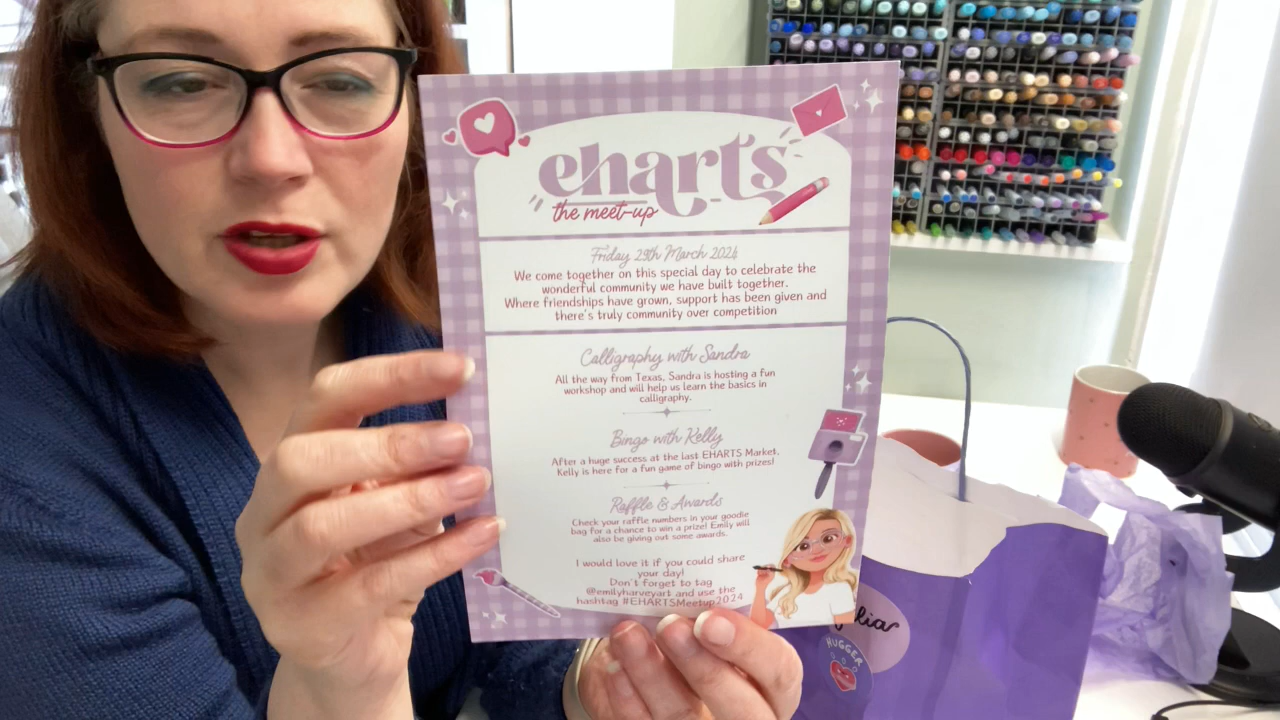 eharts
the meet-up
Friday 29th March 2024
We come together on this special day to celebrate the
wonderful community we have built together.
Where friendships have grown, support has been given and
there's truly community over competition
Calligraphy with Sandra
All the way from Texas, Sandra is hosting a fun
workshop and will help us learn the basics in
calligraphy.
Bingo with Kelly
After a huge success at the last EHARTS Market,
Kelly is here for a fun game of bingo with prizes!
Raffle & Awards
Check your raffle numbers in your goodie
bag for a chance to win a prize! Emily will
also be giving out some awards.
I would love it if you could share
your day!
Don't forget to tag
@emilyharveyart and use the
hashtag #EHARTSMeetup2024
HUGGER